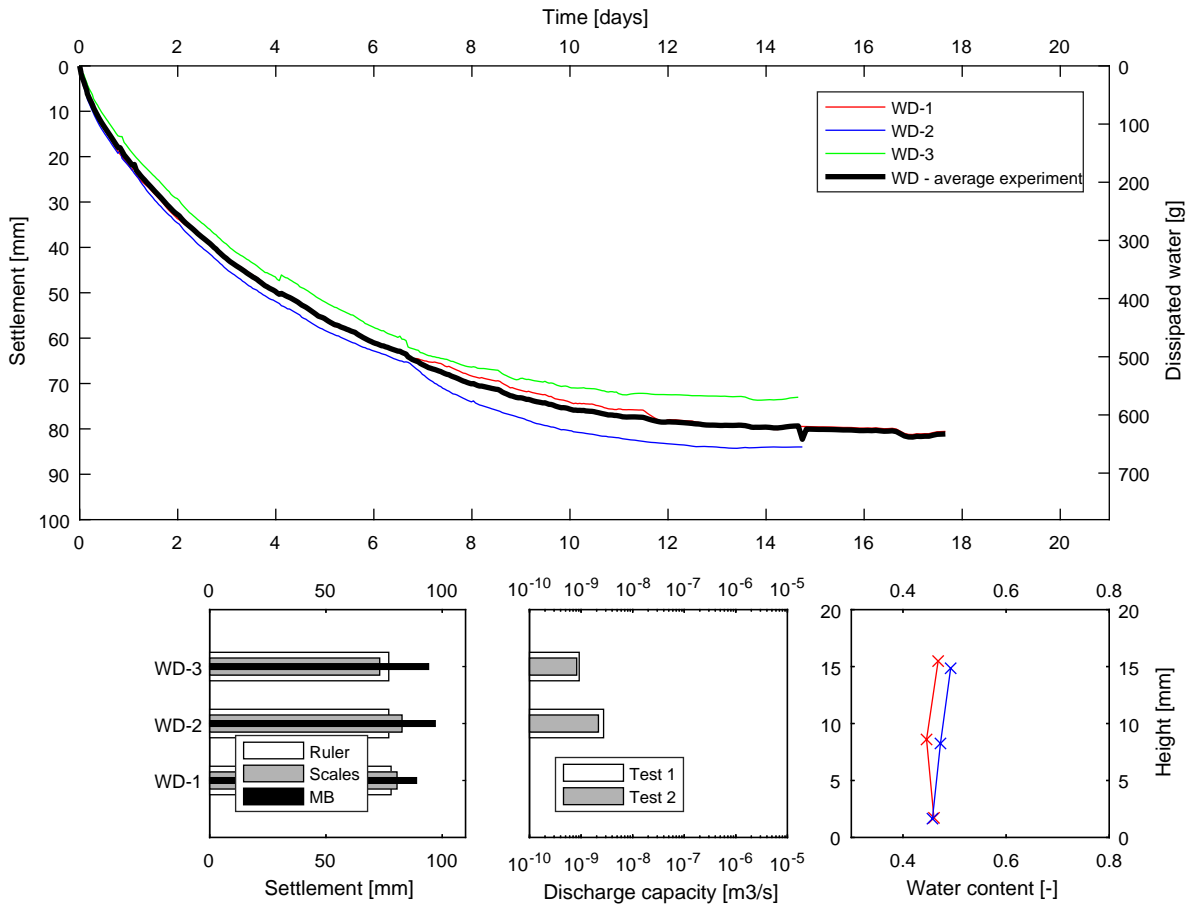 Time [days]
0 2 4 6 8 10 12 14 16 18 20
0 10 20 30 40 50 60 70 80 90 100
Settlement [mm]
0 100 200 300 400 500 600 700
Dissipated water [g]
WD-1
WD-2
WD-3
WD - average experiment
0 2 4 6 8 10 12 14 16 18 20
0 50 100
WD-3
WD-2
WD-1
Ruler
Scales
MB
0 50 100
Settlement [mm]
10^-10 10^-9 10^-8 10^-7 10^-6 10^-5
Test 1
Test 2
10^-10 10^-9 10^-8 10^-7 10^-6 10^-5
Discharge capacity [m3/s]
0.4 0.6 0.8
20 15 10 5 0
20 15 10 5 0
Height [mm]
0.4 0.6 0.8
Water content [-]